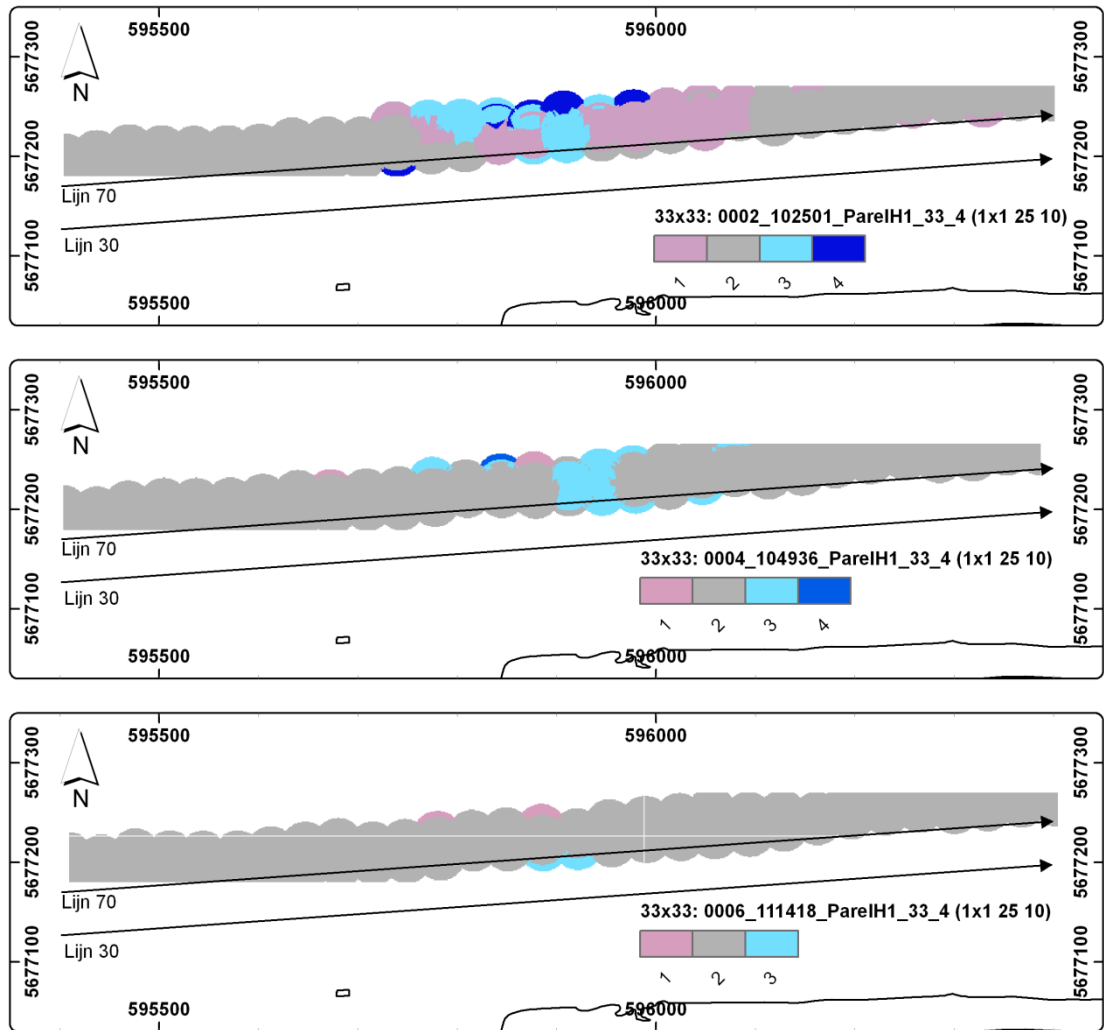 595500 596000
5677300 5677300
N
5677200 5677200
Lijn 70
Lijn 30
33x33: 0002_102501_ParelH1_33_4 (1x1 25 10)
5677100 5677100
1 2 3 4
595500 596000
595500 596000
5677300 5677300
N
5677200 5677200
Lijn 70
Lijn 30
33x33: 0004_104936_ParelH1_33_4 (1x1 25 10)
5677100 5677100
1 2 3 4
595500 596000
595500 596000
5677300 5677300
N
5677200 5677200
Lijn 70
Lijn 30
33x33: 0006_111418_ParelH1_33_4 (1x1 25 10)
5677100 5677100
1 2 3
595500 596000